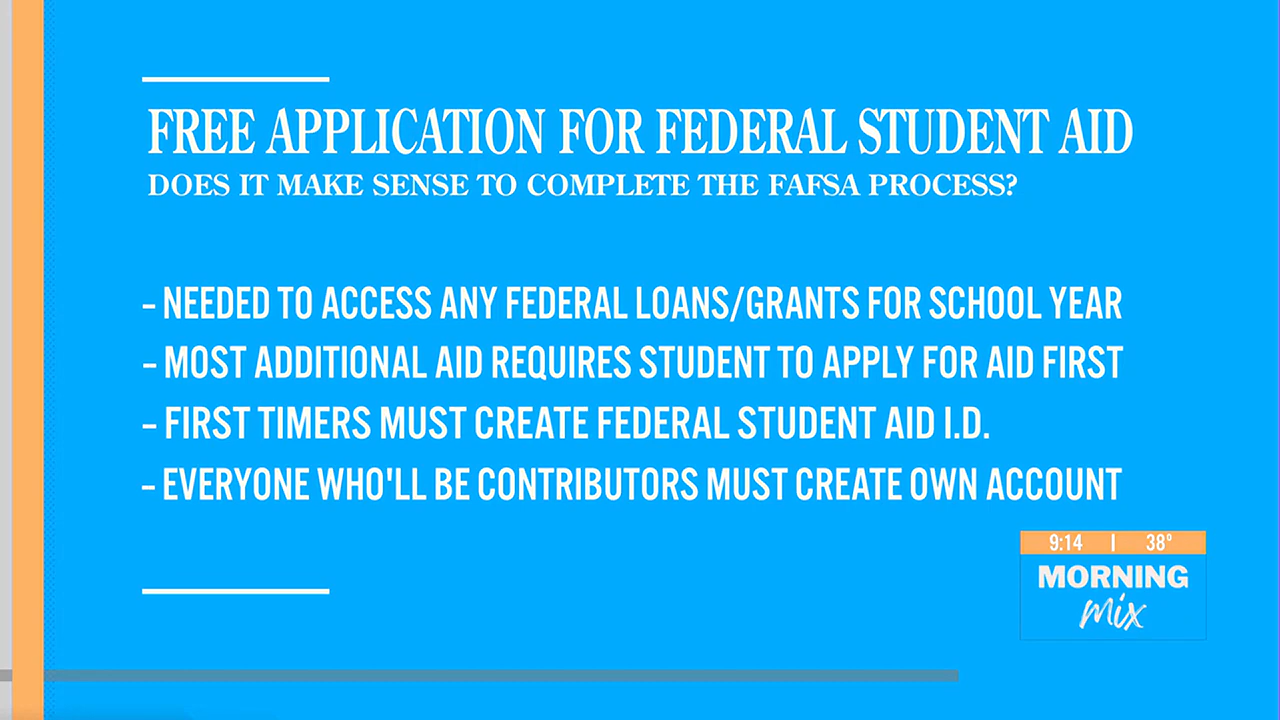 FREE APPLICATION FOR FEDERAL STUDENT AID
DOES IT MAKE SENSE TO COMPLETE THE FAFSA PROCESS?
- NEEDED TO ACCESS ANY FEDERAL LOANS/GRANTS FOR SCHOOL YEAR
- MOST ADDITIONAL AID REQUIRES STUDENT TO APPLY FOR AID FIRST
- FIRST TIMERS MUST CREATE FEDERAL STUDENT AID I.D.
- EVERYONE WHO'LL BE CONTRIBUTORS MUST CREATE OWN ACCOUNT
9:14 | 38°
MORNING
mix